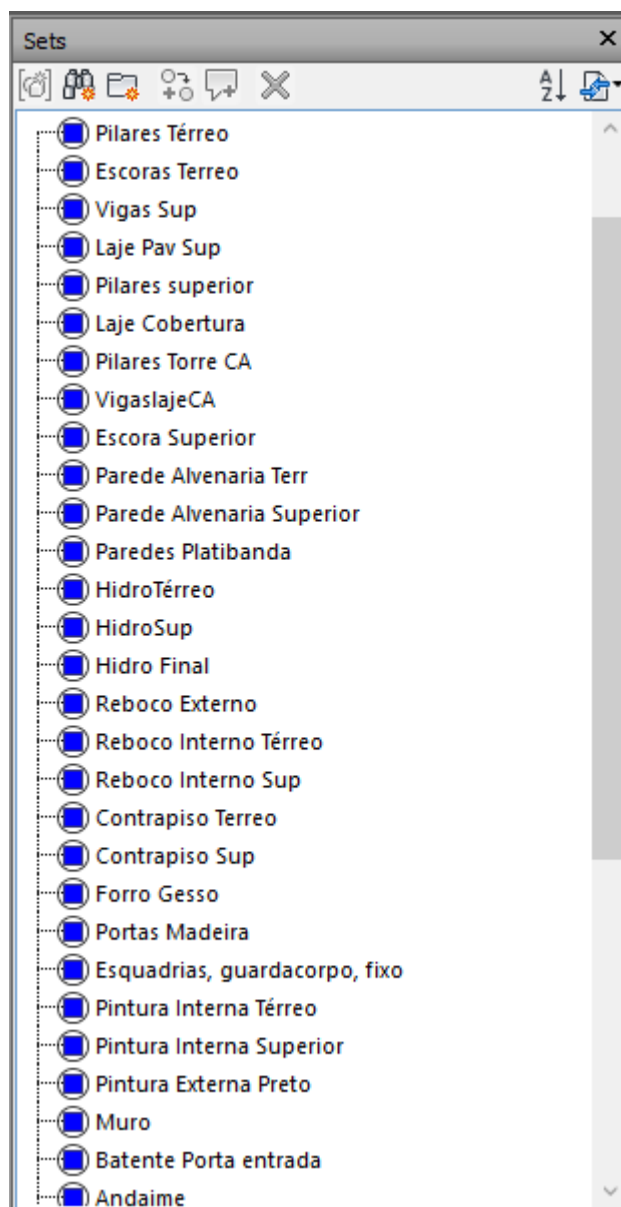 Sets
Pilares Térreo
Escoras Terreo
Vigas Sup
Laje Pav Sup
Pilares superior
Laje Cobertura
Pilares Torre CA
VigaslajeCA
Escora Superior
Parede Alvenaria Terr
Parede Alvenaria Superior
Paredes Platibanda
HidroTérreo
HidroSup
Hidro Final
Reboco Externo
Reboco Interno Térreo
Reboco Interno Sup
Contrapiso Terreo
Contrapiso Sup
Forro Gesso
Portas Madeira
Esquadrias, guardacorpo, fixo
Pintura Interna Térreo
Pintura Interna Superior
Pintura Externa Preto
Muro
Batente Porta entrada
Andaime